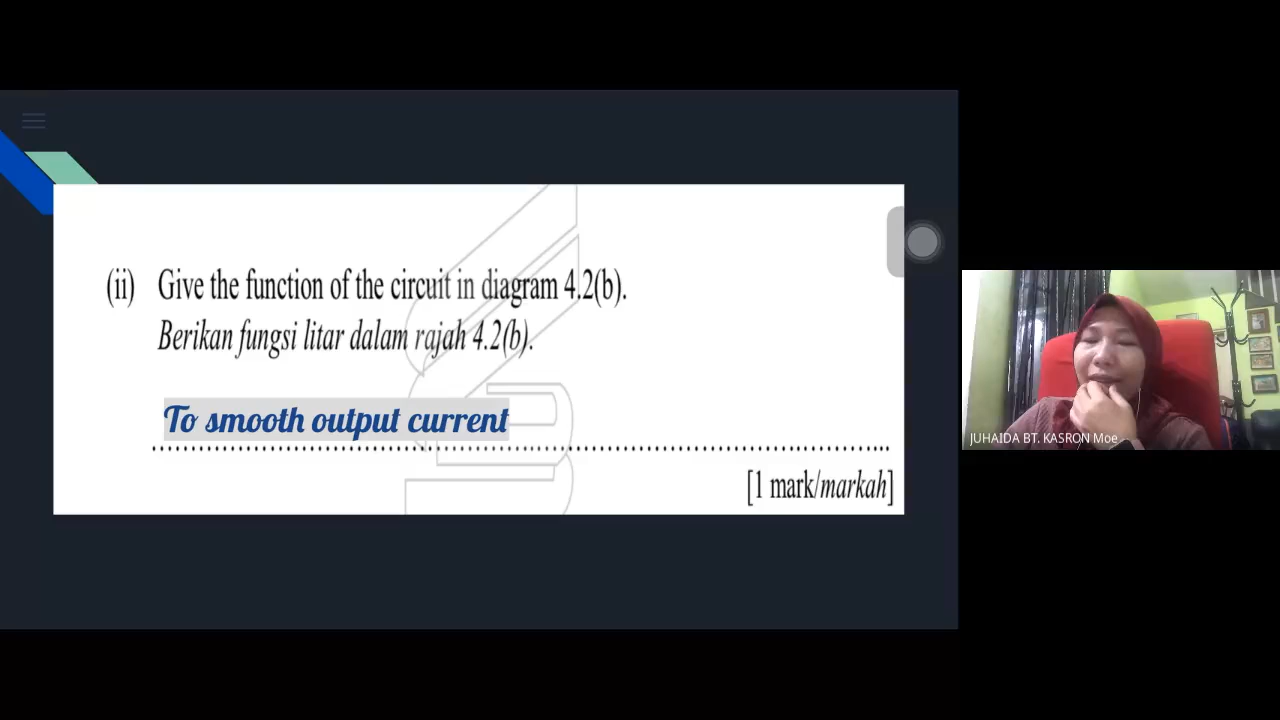 (ii) Give the function of the circuit in diagram 4.2(b).
Berikan fungsi litar dalam rajah 4.2(b).
To smooth output current
[1 mark/markah]
JUHAIDA BT. KASRON Moe